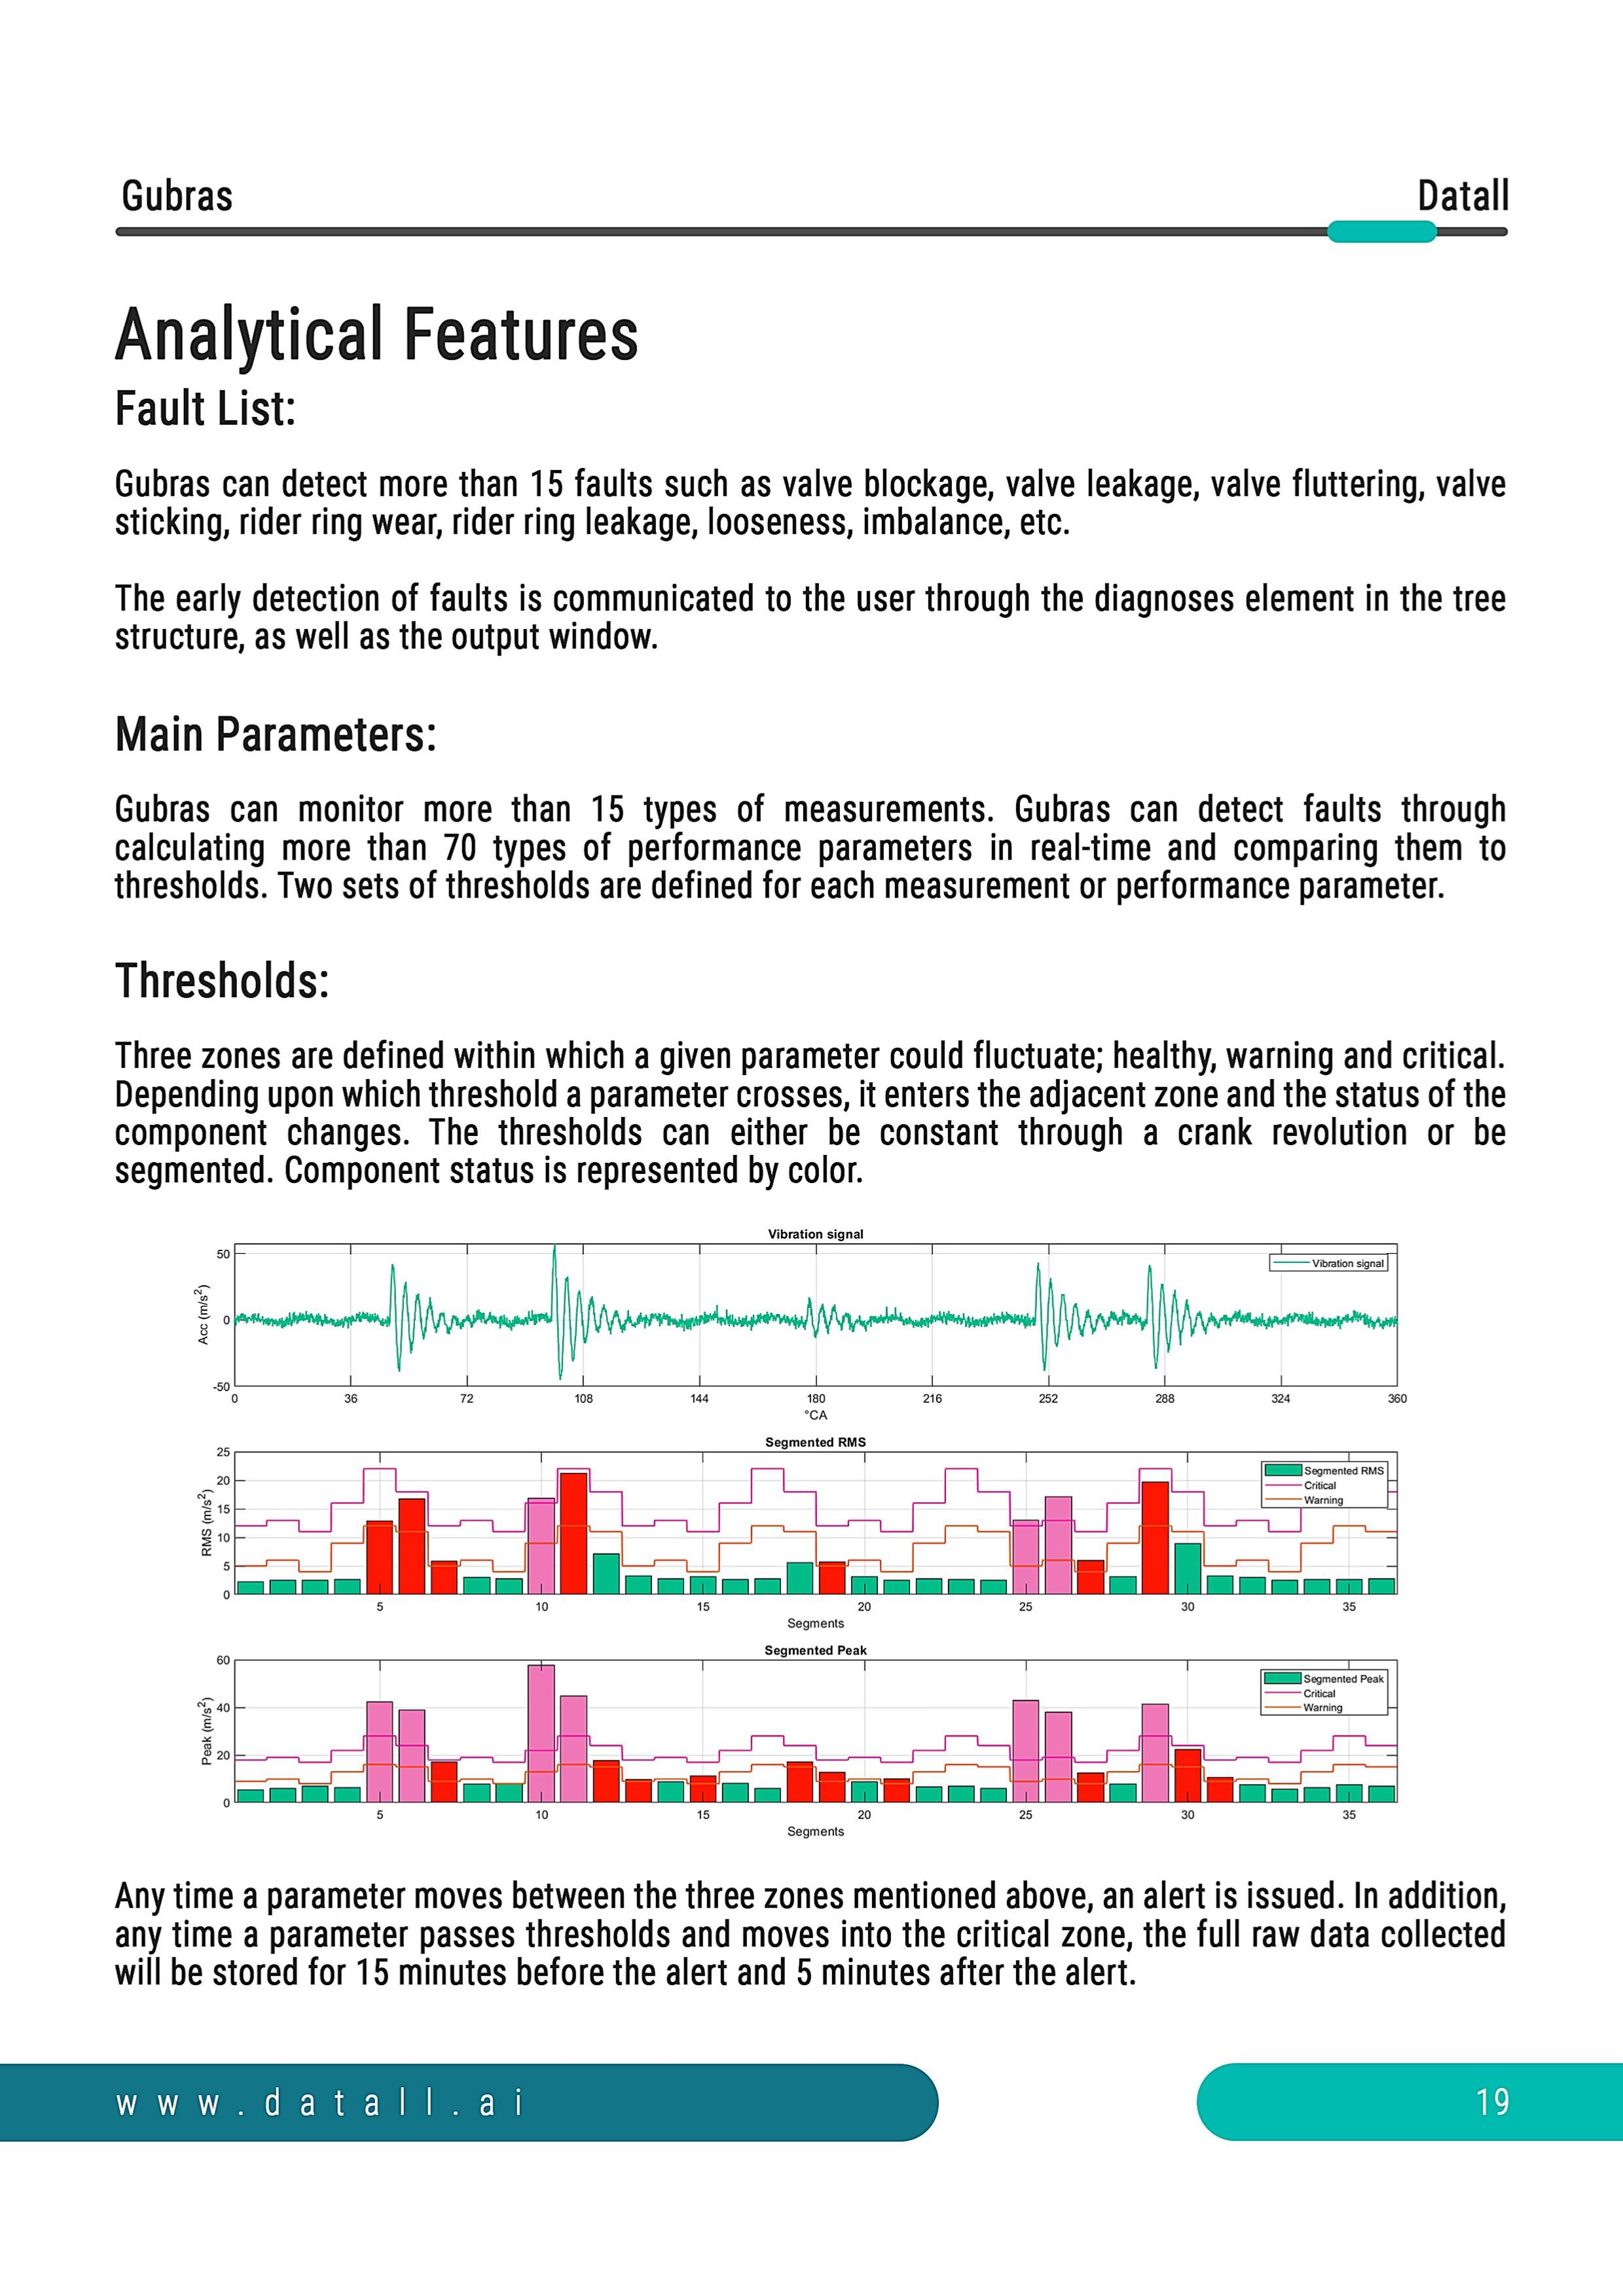 Gubras
Datall
Analytical Features
Fault List:
Gubras can detect more than 15 faults such as valve blockage, valve leakage, valve fluttering, valve
sticking, rider ring wear, rider ring leakage, looseness, imbalance, etc.
The early detection of faults is communicated to the user through the diagnoses element in the tree
structure, as well as the output window.
Main Parameters:
Gubras can monitor more than 15 types of measurements. Gubras can detect faults through
calculating more than 70 types of performance parameters in real-time and comparing them to
thresholds. Two sets of thresholds are defined for each measurement or performance parameter.
Thresholds:
Three zones are defined within which a given parameter could fluctuate; healthy, warning and critical.
Depending upon which threshold a parameter crosses, it enters the adjacent zone and the status of the
component changes. The thresholds can either be constant through a crank revolution or be
segmented. Component status is represented by color.
Vibration signal
50
0
-50
Acc (m/s²)
Vibration signal
0 36 72 108 144 180 216 252 288 324 360
°CA
Segmented RMS
25
20
15
10
5
0
RMS (m/s²)
Segmented RMS
Critical
Warning
5 10 15 20 25 30 35
Segments
Segmented Peak
60
40
20
0
Peak (m/s²)
Segmented Peak
Critical
Warning
5 10 15 20 25 30 35
Segments
Any time a parameter moves between the three zones mentioned above, an alert is issued. In addition,
any time a parameter passes thresholds and moves into the critical zone, the full raw data collected
will be stored for 15 minutes before the alert and 5 minutes after the alert.
www.datall.ai
19